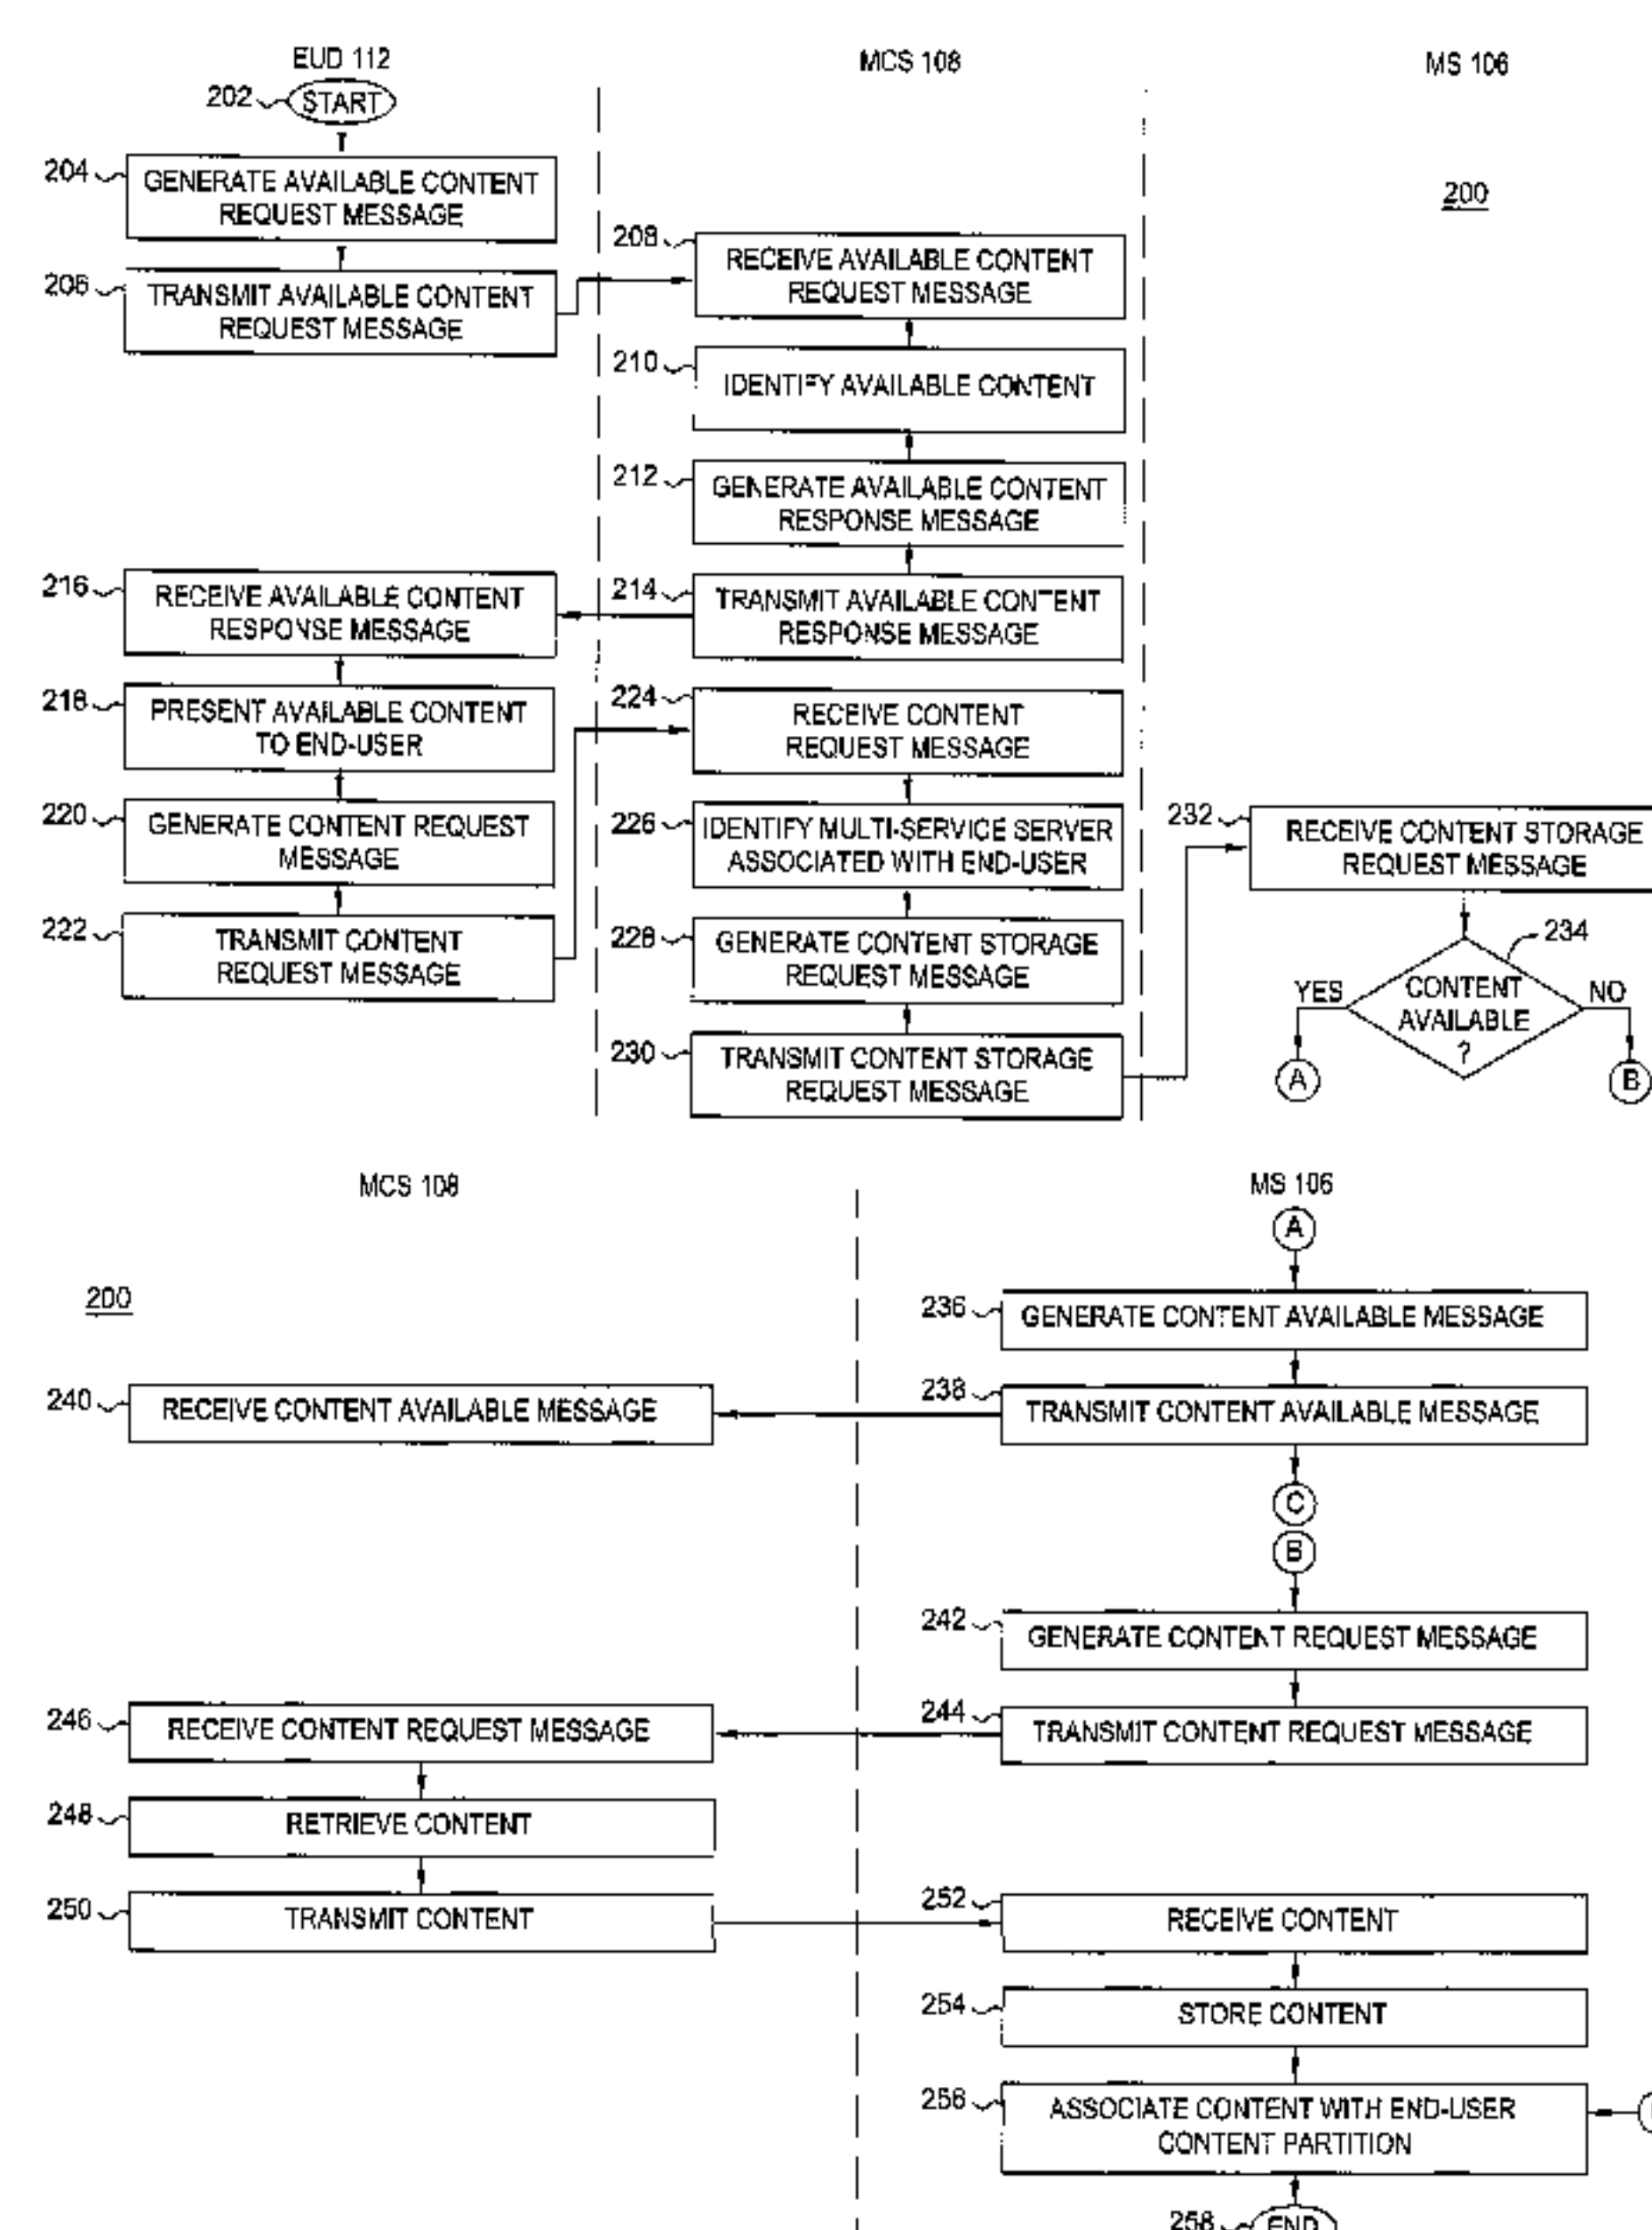 EUD 112
MCS 108
MS 106
202
START
204
GENERATE AVAILABLE CONTENT
REQUEST MESSAGE
200
206
TRANSMIT AVAILABLE CONTENT
REQUEST MESSAGE
208
RECEIVE AVAILABLE CONTENT
REQUEST MESSAGE
210
IDENTIFY AVAILABLE CONTENT
212
GENERATE AVAILABLE CONTENT
RESPONSE MESSAGE
214
TRANSMIT AVAILABLE CONTENT
RESPONSE MESSAGE
216
RECEIVE AVAILABLE CONTENT
RESPONSE MESSAGE
218
PRESENT AVAILABLE CONTENT
TO END-USER
220
GENERATE CONTENT REQUEST
MESSAGE
222
TRANSMIT CONTENT
REQUEST MESSAGE
224
RECEIVE CONTENT
REQUEST MESSAGE
226
IDENTIFY MULTI-SERVICE SERVER
ASSOCIATED WITH END-USER
228
GENERATE CONTENT STORAGE
REQUEST MESSAGE
230
TRANSMIT CONTENT STORAGE
REQUEST MESSAGE
232
RECEIVE CONTENT STORAGE
REQUEST MESSAGE
234
YES
CONTENT
AVAILABLE
?
NO
A
B
MCS 108
MS 106
A
200
236
GENERATE CONTENT AVAILABLE MESSAGE
238
TRANSMIT CONTENT AVAILABLE MESSAGE
240
RECEIVE CONTENT AVAILABLE MESSAGE
C
B
242
GENERATE CONTENT REQUEST MESSAGE
244
TRANSMIT CONTENT REQUEST MESSAGE
246
RECEIVE CONTENT REQUEST MESSAGE
248
RETRIEVE CONTENT
250
TRANSMIT CONTENT
252
RECEIVE CONTENT
254
STORE CONTENT
256
ASSOCIATE CONTENT WITH END-USER
CONTENT PARTITION
258
END